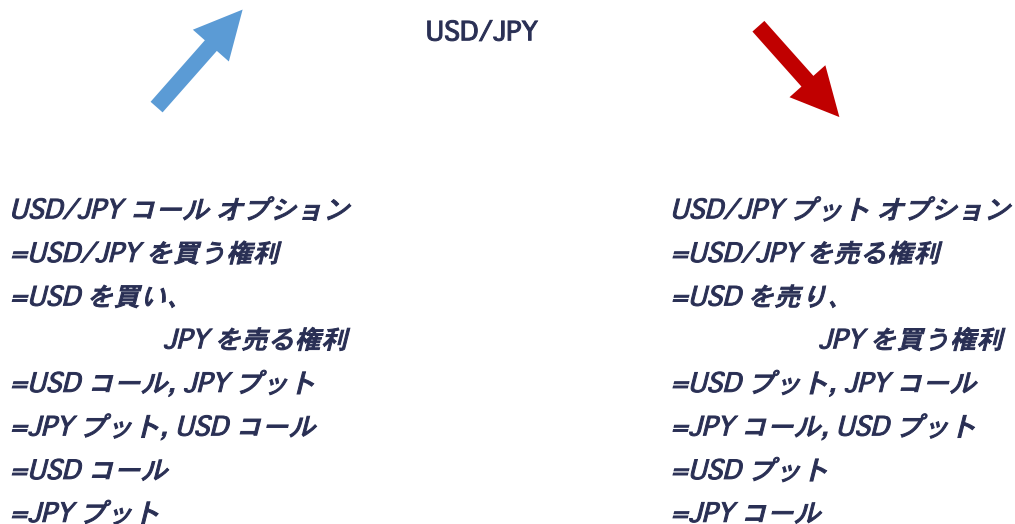 USD/JPY
USD/JPY コール オプション
=USD/JPY を買う権利
=USD を買い、
JPY を売る権利
=USD コール, JPY プット
=JPY プット, USD コール
=USD コール
=JPY プット
USD/JPY プット オプション
=USD/JPY を売る権利
=USD を売り、
JPY を買う権利
=USD プット, JPY コール
=JPY コール, USD プット
=USD プット
=JPY コール